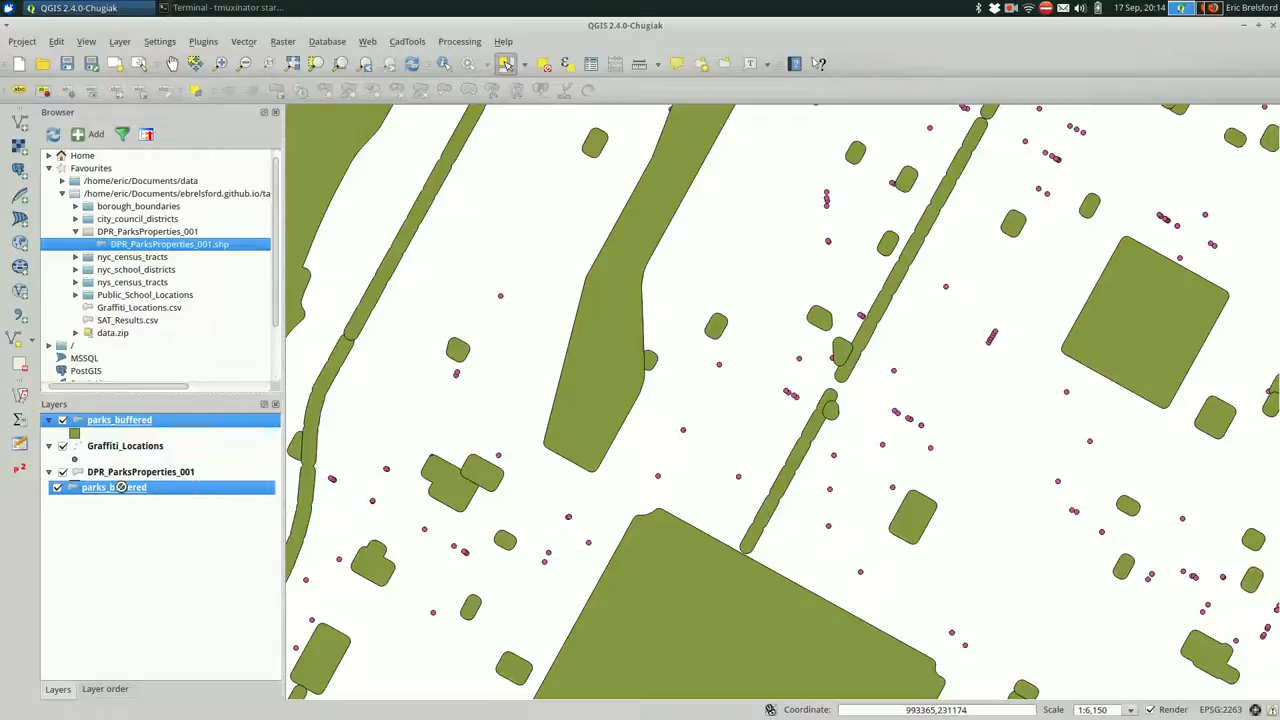 QGIS 2.4.0-Chugiak
Terminal - tmuxinator star...
17 Sep, 20:14
Eric Brelsford
QGIS 2.4.0-Chugiak
Project Edit View Layer Settings Plugins Vector Raster Database Web CadTools Processing Help
Browser
Add
Home
Favourites
/home/eric/Documents/data
/home/eric/Documents/ebrelsford.github.io/ta
borough_boundaries
city_council_districts
DPR_ParksProperties_001
DPR_ParksProperties_001.shp
nyc_census_tracts
nyc_school_districts
nys_census_tracts
Public_School_Locations
Graffiti_Locations.csv
SAT_Results.csv
data.zip
/
MSSQL
PostGIS
Layers
parks_buffered
Graffiti_Locations
DPR_ParksProperties_001
parks_buffered
Layers Layer order
Coordinate: 993365,231174 Scale 1:6,150 Render EPSG:2263